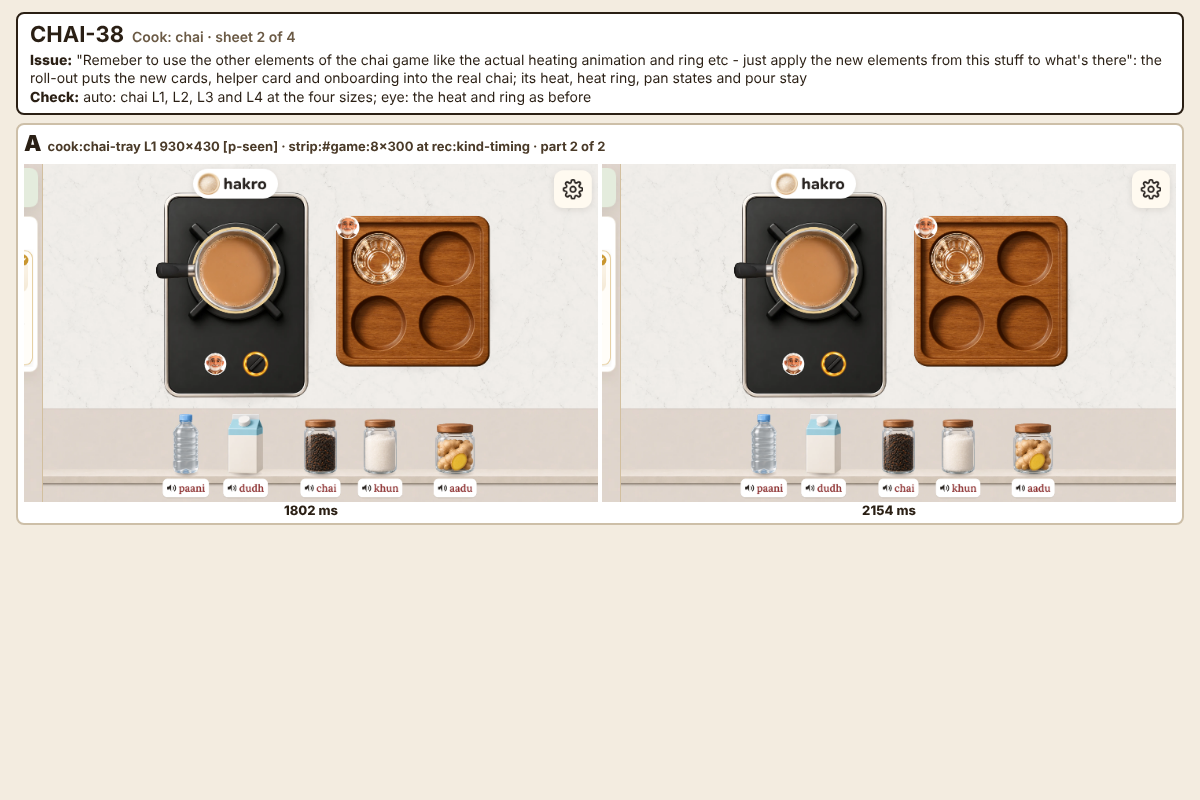 CHAI-38 Cook: chai · sheet 2 of 4
Issue: "Remeber to use the other elements of the chai game like the actual heating animation and ring etc - just apply the new elements from this stuff to what's there": the
roll-out puts the new cards, helper card and onboarding into the real chai; its heat, heat ring, pan states and pour stay
Check: auto: chai L1, L2, L3 and L4 at the four sizes; eye: the heat and ring as before
A cook:chai-tray L1 930×430 [p-seen] · strip:#game:8×300 at rec:kind-timing · part 2 of 2
hakro
paani
dudh
chai
khun
aadu
1802 ms
hakro
paani
dudh
chai
khun
aadu
2154 ms